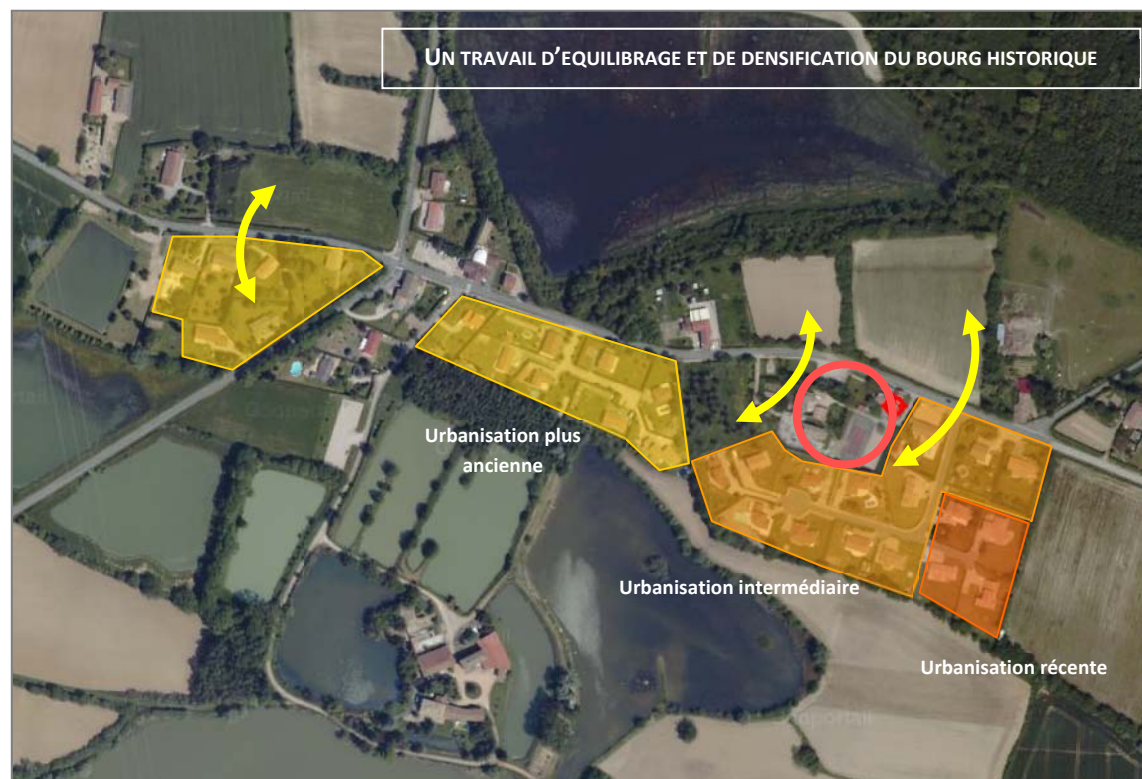 UN TRAVAIL D'EQUILIBRAGE ET DE DENSIFICATION DU BOURG HISTORIQUE
Urbanisation plus
ancienne
Urbanisation intermédiaire
Urbanisation récente